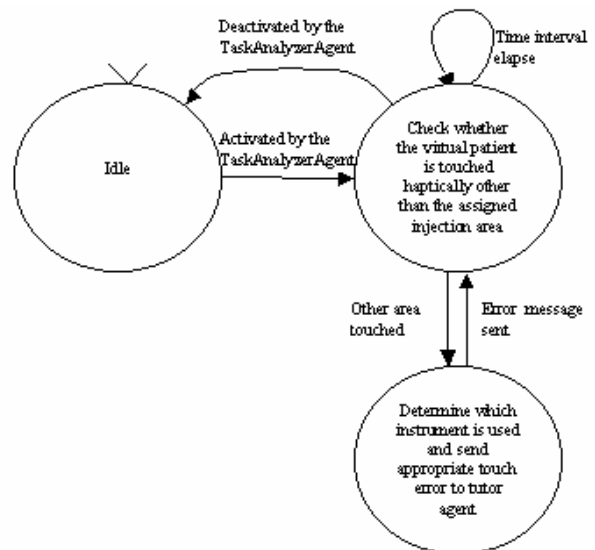 Deactivated by the
TaskAnalyzerAgent
Time interval
elapse
Idle
Activated by the
TaskAnalyzerAgent
Check whether
the virtual patient
is touched
haptically other
than the assigned
injection area
Other area
touched
Error message
sent
Determine which
instrument is used
and send
appropriate touch
error to tutor
agent